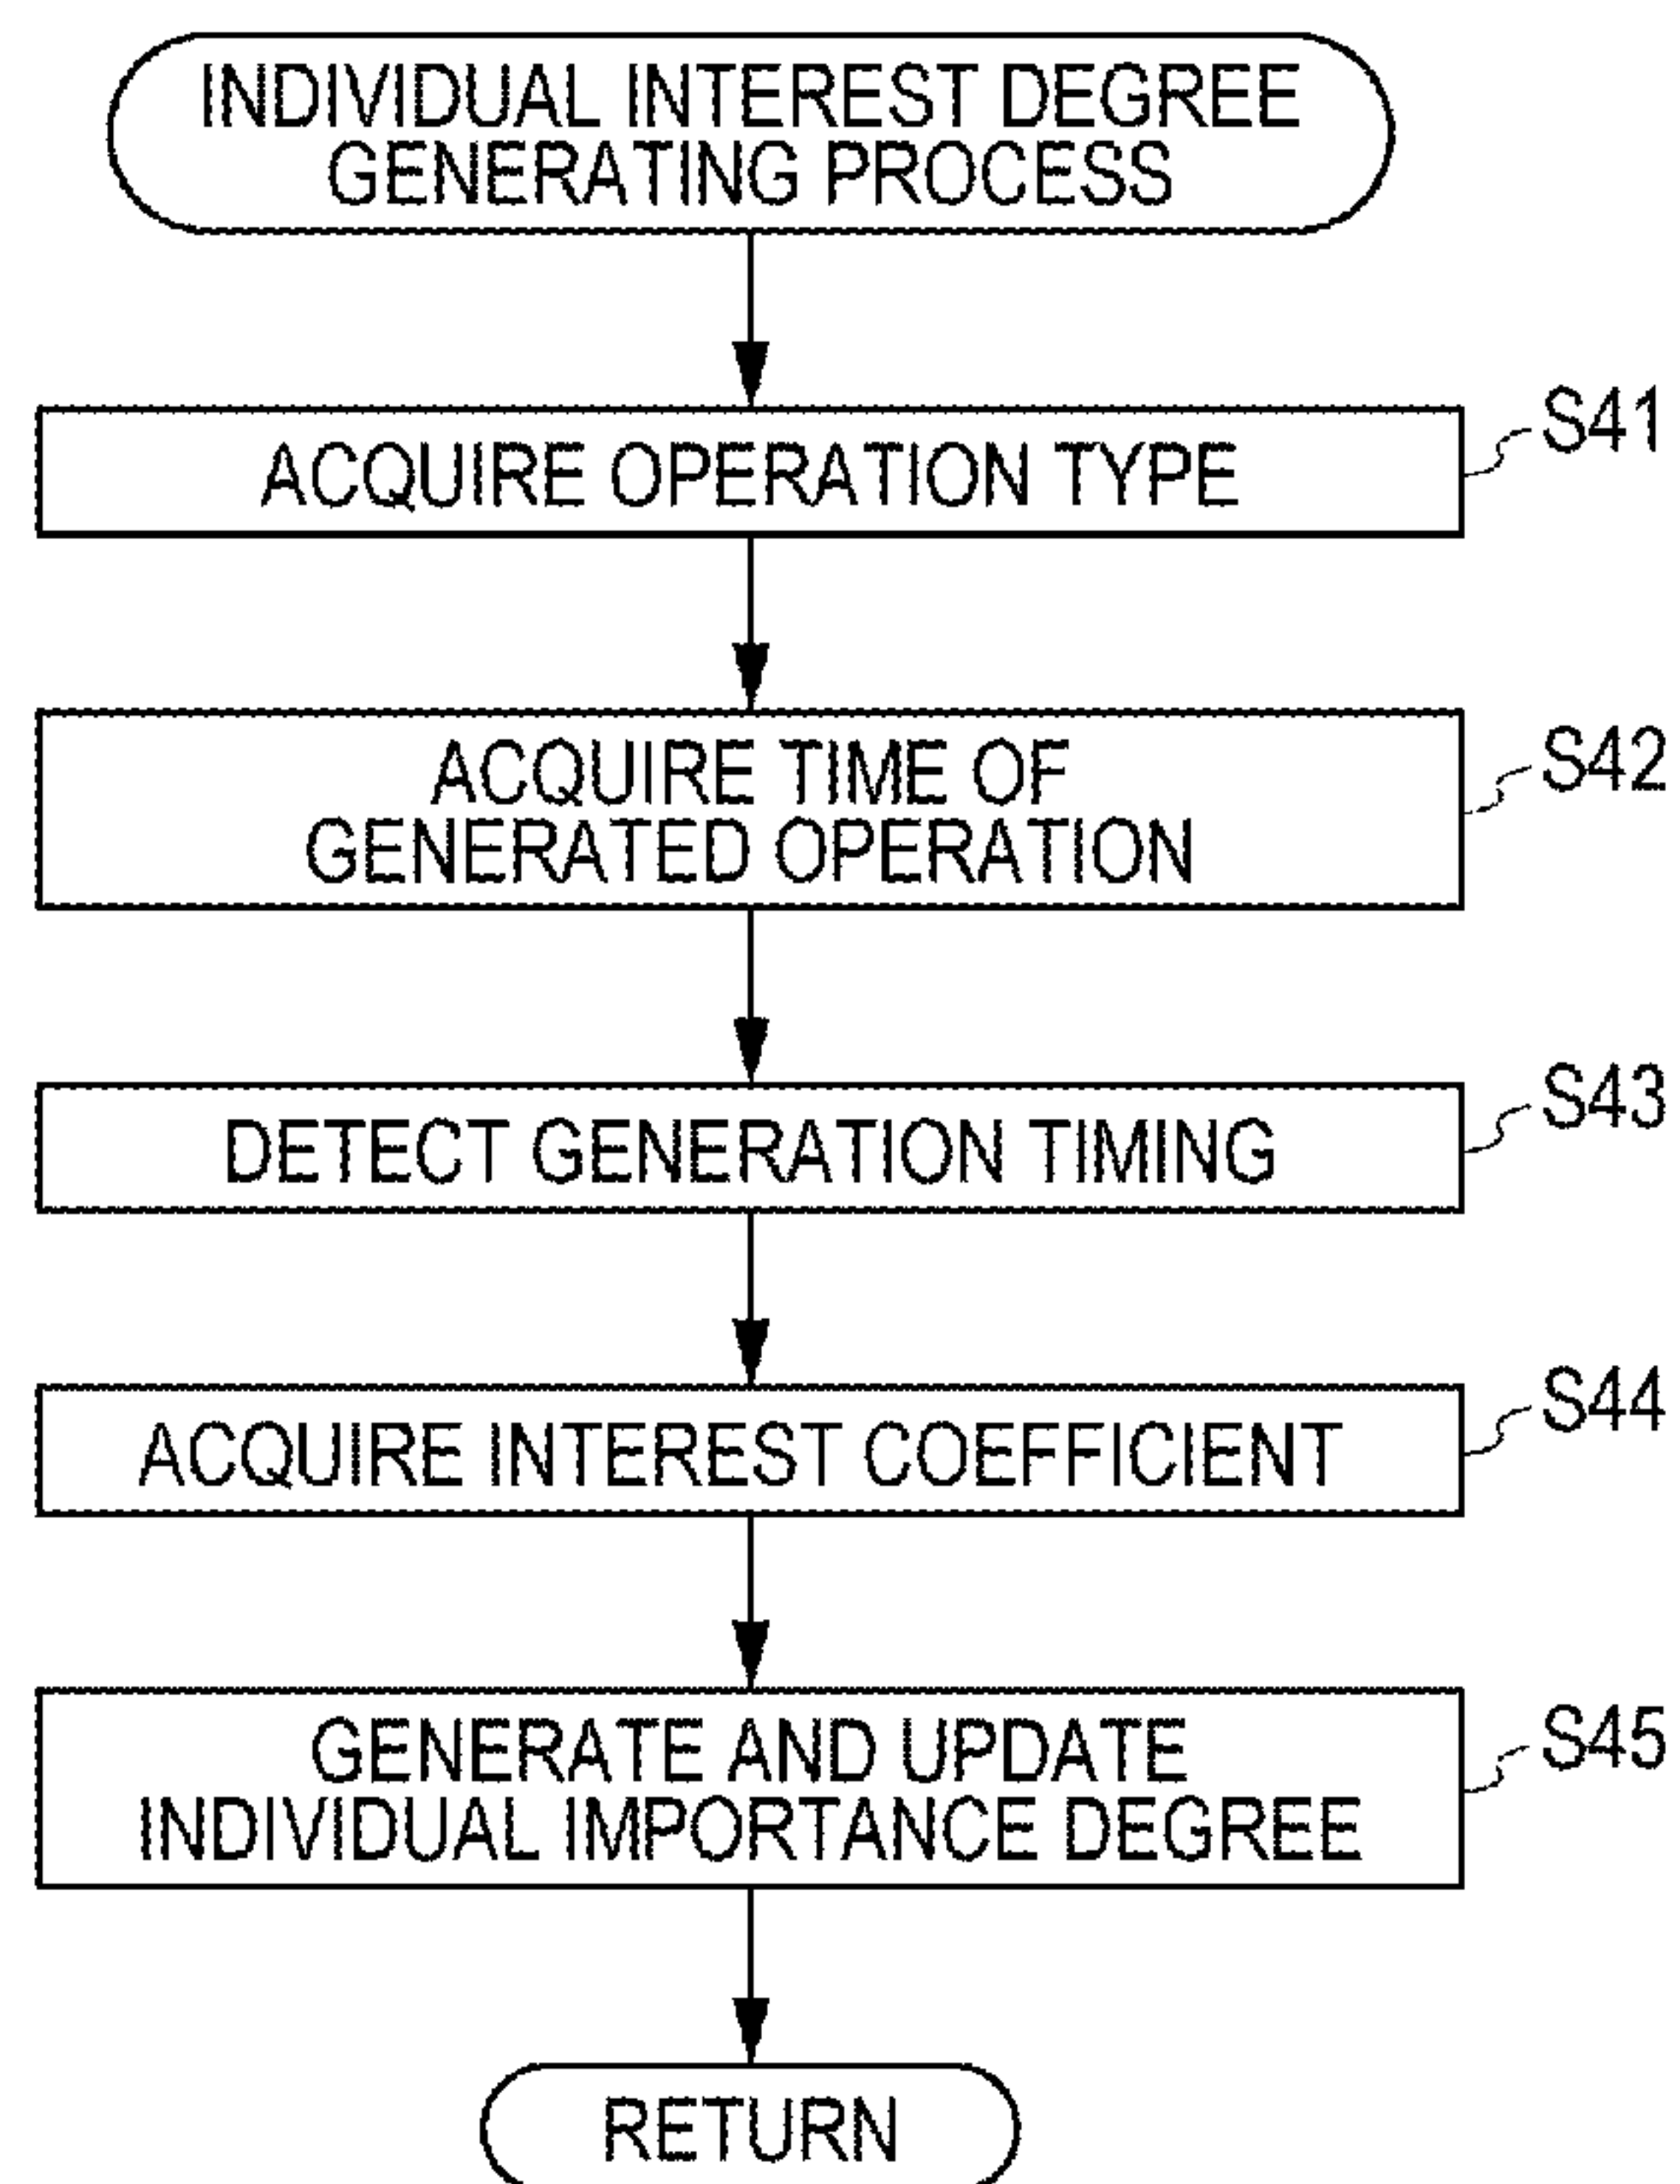 INDIVIDUAL INTEREST DEGREE
GENERATING PROCESS
ACQUIRE OPERATION TYPE
S41
ACQUIRE TIME OF
GENERATED OPERATION
S42
DETECT GENERATION TIMING
S43
ACQUIRE INTEREST COEFFICIENT
S44
GENERATE AND UPDATE
INDIVIDUAL IMPORTANCE DEGREE
S45
RETURN